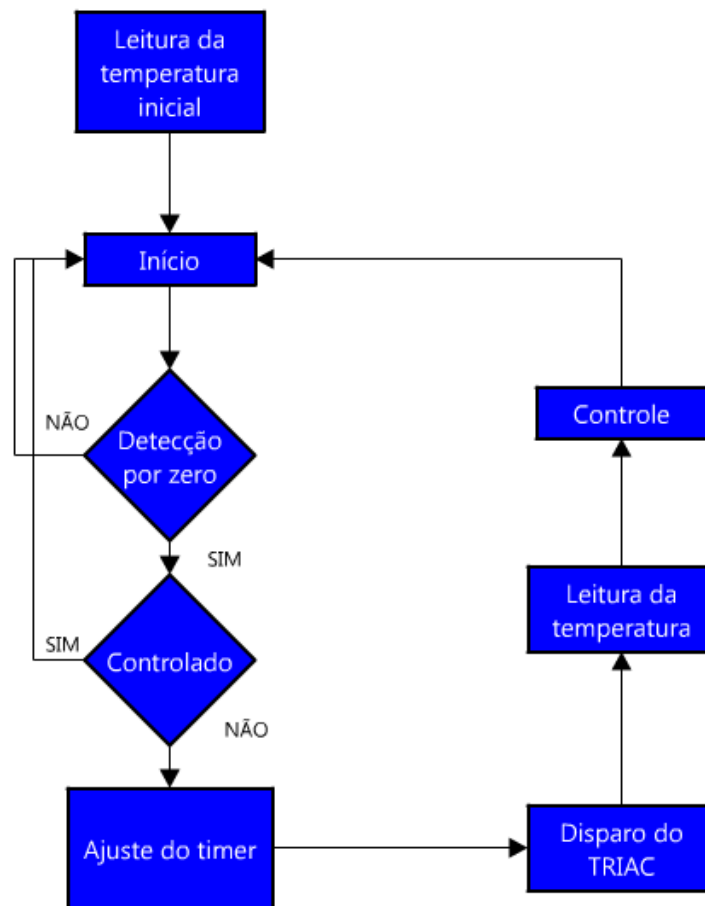 Leitura da
temperatura
inicial
Início
NÃO
Detecção
por zero
SIM
SIM
Controlado
NÃO
Ajuste do timer
Disparo do
TRIAC
Leitura da
temperatura
Controle